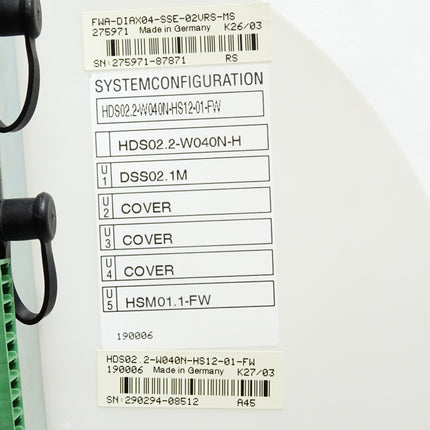 FWA-DIAX04-SSE-02VRS-MS
275971 Made in Germany K26/03
SN:275971-87871 RS
SYSTEMCONFIGURATION
HDS02.2-W040N-HS12-01-FW
HDS02.2-W040N-H
U1 DSS02.1M
U2 COVER
U3 COVER
U4 COVER
U5 HSM01.1-FW
190006
HDS02.2-W040N-HS12-01-FW
190006 Made in Germany K27/03
SN:290294-08512 A45